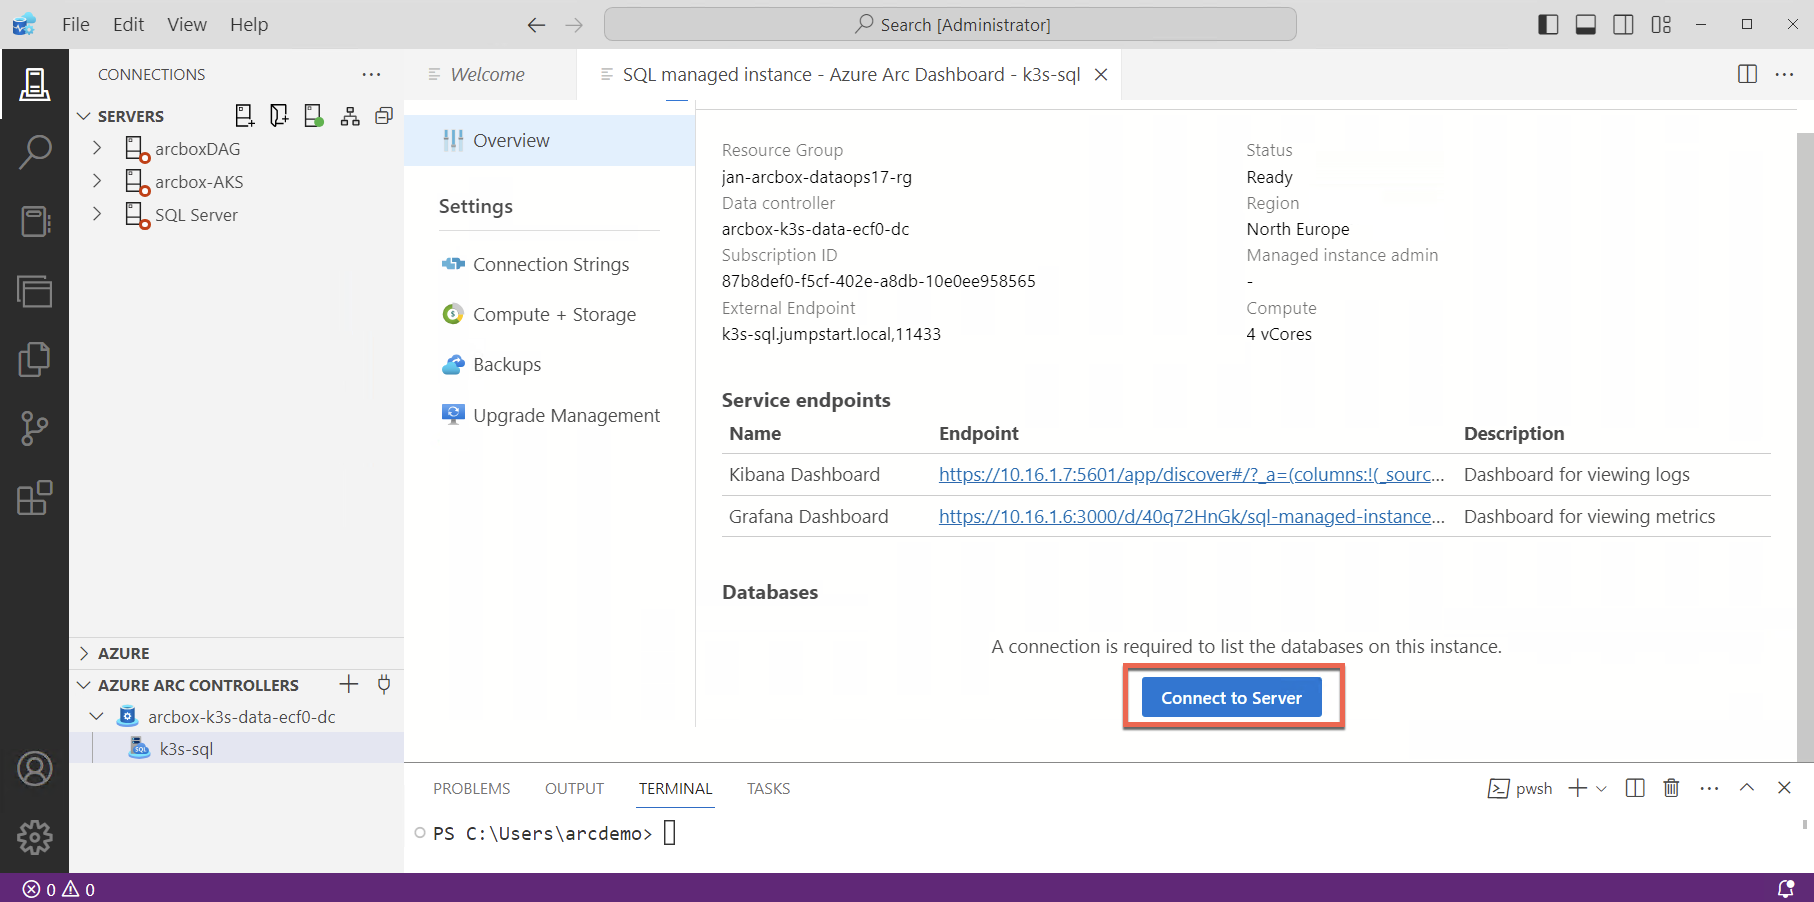 File Edit View Help
Search [Administrator]
CONNECTIONS
SERVERS
arcboxDAG
arcbox-AKS
SQL Server
AZURE
AZURE ARC CONTROLLERS
arcbox-k3s-data-ecf0-dc
SQL
k3s-sql
Welcome
SQL managed instance - Azure Arc Dashboard - k3s-sql
Overview
Settings
Connection Strings
Compute + Storage
Backups
Upgrade Management
Resource Group
jan-arcbox-dataops17-rg
Data controller
arcbox-k3s-data-ecf0-dc
Subscription ID
87b8def0-f5cf-402e-a8db-10e0ee958565
External Endpoint
k3s-sql.jumpstart.local,11433
Status
Ready
Region
North Europe
Managed instance admin
-
Compute
4 vCores
Service endpoints
Name Endpoint Description
Kibana Dashboard https://10.16.1.7:5601/app/discover#/?_a=(columns:!(_sourc... Dashboard for viewing logs
Grafana Dashboard https://10.16.1.6:3000/d/40q72HnGk/sql-managed-instance... Dashboard for viewing metrics
Databases
A connection is required to list the databases on this instance.
Connect to Server
PROBLEMS OUTPUT TERMINAL TASKS
pwsh
PS C:\Users\arcdemo>
0 0